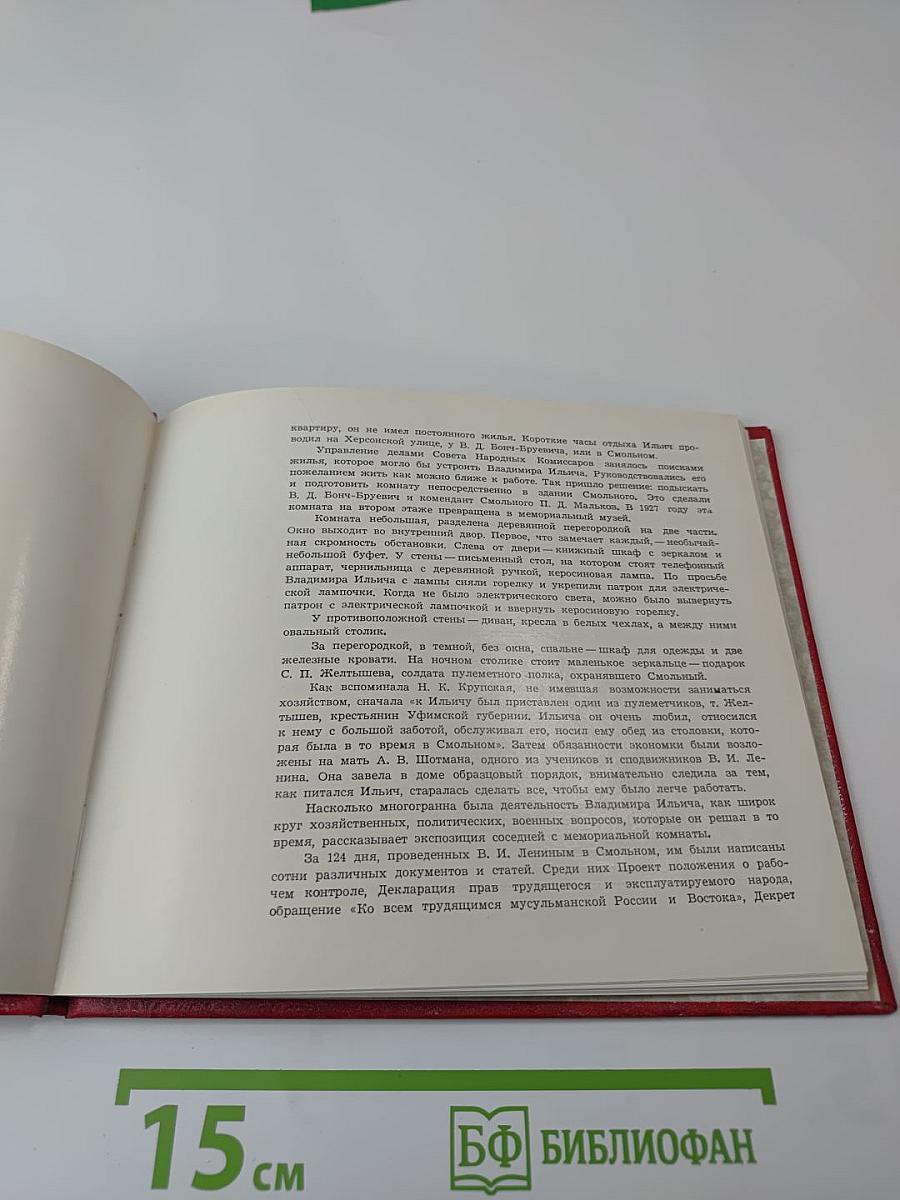 квартиру, он не имел постоянного жилья. Короткие часы отдыха Ильич про-
водил на Херсонской улице, у В. Д. Бонч-Бруевича, или в Смольном.
Управление делами Совета Народных Комиссаров занялось поисками
жилья, которое могло бы устроить Владимира Ильича. Руководствовались его
пожеланием жить как можно ближе к работе. Так пришло решение: подыскать
и подготовить комнату непосредственно в здании Смольного. Это сделали
В. Д. Бонч-Бруевич и комендант Смольного П. Д. Мальков. В 1927 году эта
комната на втором этаже превращена в мемориальный музей.
Комната небольшая, разделена деревянной перегородкой на две части.
Окно выходит во внутренний двор. Первое, что замечает каждый,—необычай-
ная скромность обстановки. Слева от двери—книжный шкаф с зеркалом и
небольшой буфет. У стены—письменный стол, на котором стоят телефонный
аппарат, чернильница с деревянной ручкой, керосиновая лампа. По просьбе
Владимира Ильича с лампы сняли горелку и укрепили патрон для электриче-
ской лампочки. Когда не было электрического света, можно было вывернуть
патрон с электрической лампочкой и ввернуть керосиновую горелку.
У противоположной стены—диван, кресла в белых чехлах, а между ними
овальный столик.
За перегородкой, в темной, без окна, спальне—шкаф для одежды и две
железные кровати. На ночном столике стоит маленькое зеркальце—подарок
С. П. Желтышева, солдата пулеметного полка, охранявшего Смольный.
Как вспоминала Н. К. Крупская, не имевшая возможности заниматься
хозяйством, сначала «к Ильичу был приставлен один из пулеметчиков, т. Жел-
тышев, крестьянин Уфимской губернии. Ильича он очень любил, относился
к нему с большой заботой, обслуживал его, носил ему обед из столовки, кото-
рая была в то время в Смольном». Затем обязанности экономки были возло-
жены на мать А. В. Шотмана, одного из учеников и сподвижников В. И. Ле-
нина. Она завела в доме образцовый порядок, внимательно следила за тем,
как питался Ильич, старалась сделать все, чтобы ему было легче работать.
Насколько многогранна была деятельность Владимира Ильича, как широк
круг хозяйственных, политических, военных вопросов, которые он решал в то
время, рассказывает экспозиция соседней с мемориальной комнаты.
За 124 дня, проведенных В. И. Лениным в Смольном, им были написаны
сотни различных документов и статей. Среди них Проект положения о рабо-
чем контроле, Декларация прав трудящегося и эксплуатируемого народа,
обращение «Ко всем трудящимся мусульманской России и Востока», Декрет
15 см
БФ БИБЛИОФАН